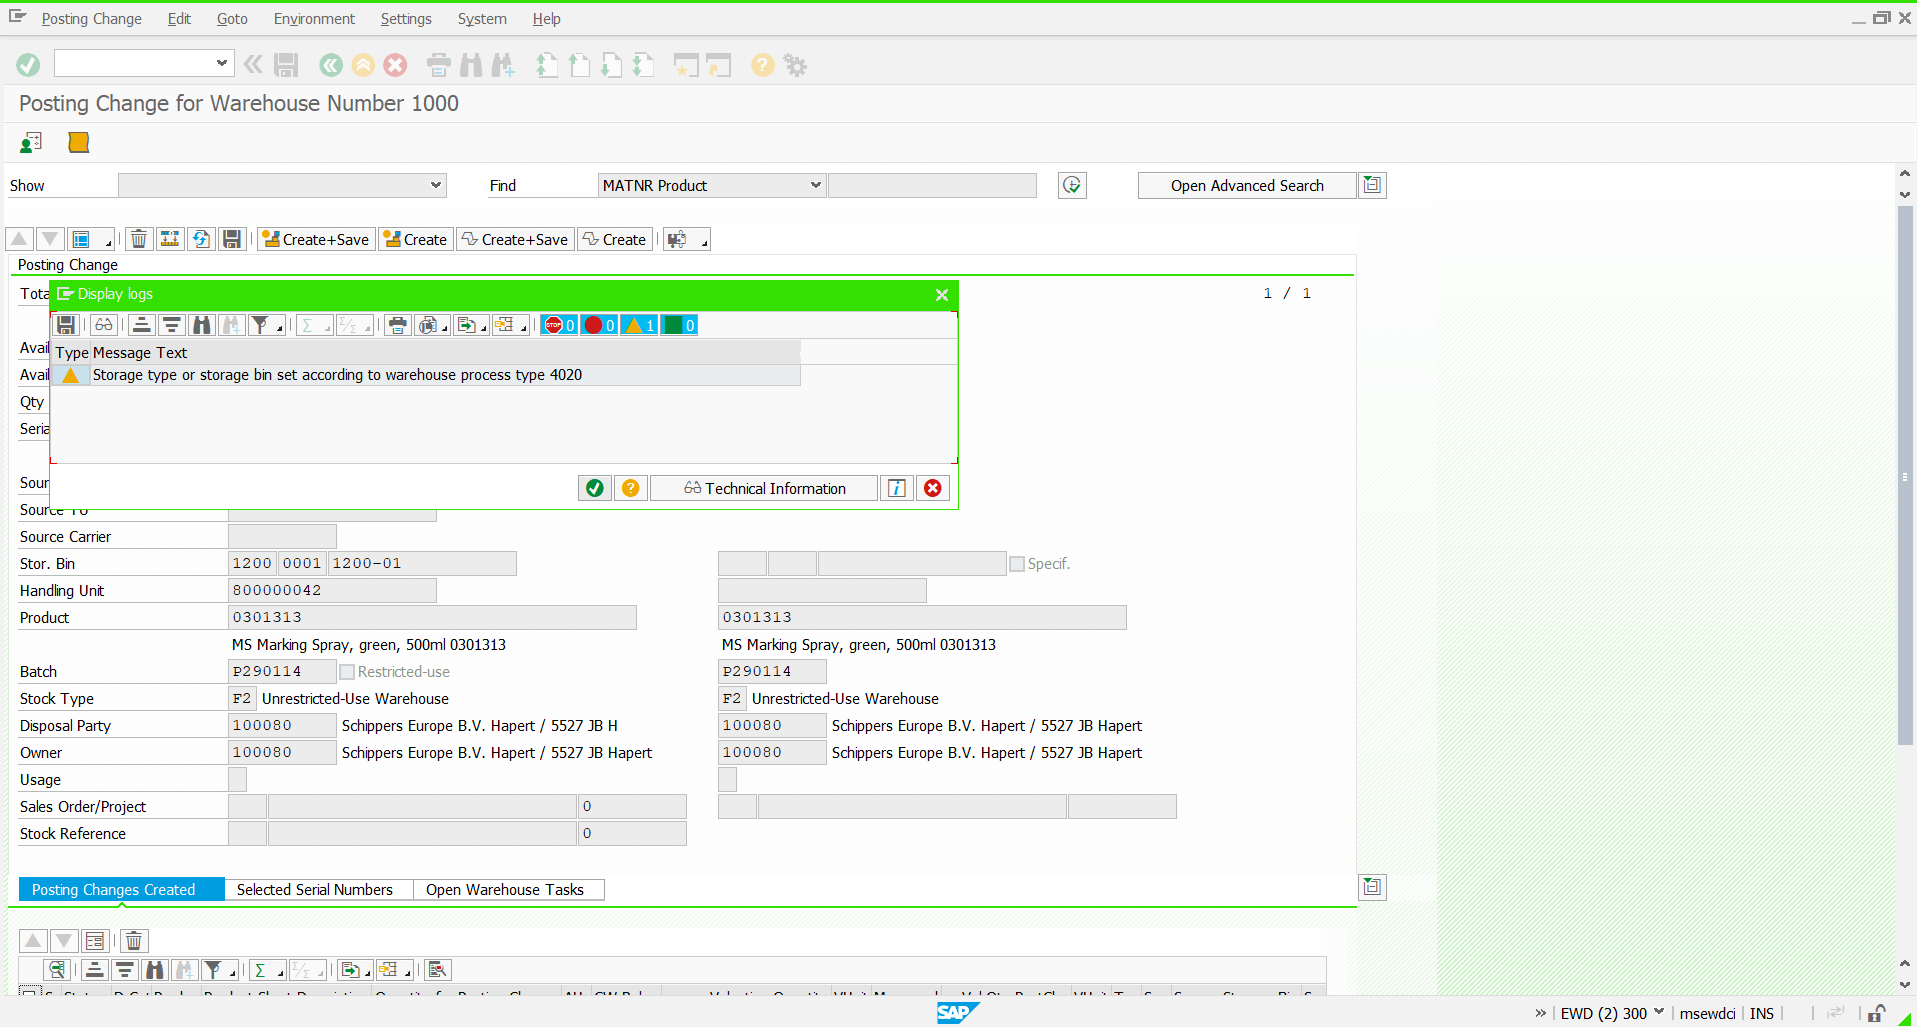 Posting Change Edit Goto Environment Settings System Help
Posting Change for Warehouse Number 1000
Show Find MATNR Product Open Advanced Search
Create+Save Create Create+Save Create
Posting Change
Tota 1 / 1
Display logs
STOP 0 0 1 0
Type Message Text
Storage type or storage bin set according to warehouse process type 4020
Avail
Avail
Qty
Seria
Technical Information
Sour
Source TO
Source Carrier
Stor. Bin 1200 0001 1200-01 Specif.
Handling Unit 800000042
Product 0301313 0301313
MS Marking Spray, green, 500ml 0301313 MS Marking Spray, green, 500ml 0301313
Batch P290114 Restricted-use P290114
Stock Type F2 Unrestricted-Use Warehouse F2 Unrestricted-Use Warehouse
Disposal Party 100080 Schippers Europe B.V. Hapert / 5527 JB H 100080 Schippers Europe B.V. Hapert / 5527 JB Hapert
Owner 100080 Schippers Europe B.V. Hapert / 5527 JB Hapert 100080 Schippers Europe B.V. Hapert / 5527 JB Hapert
Usage
Sales Order/Project 0
Stock Reference 0
Posting Changes Created Selected Serial Numbers Open Warehouse Tasks
SAP EWD (2) 300 msewdci INS